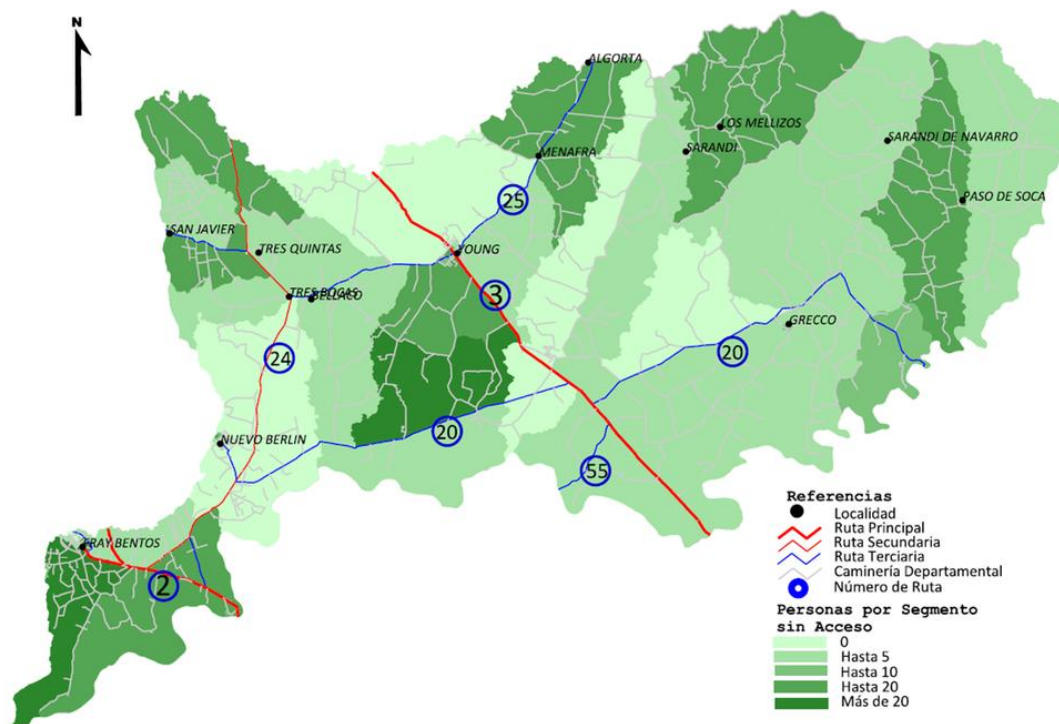 N
ALGORTA
LOS MELLIZOS
SARANDI DE NAVARRO
SARANDI
MENAFRA
PASO DE SOCA
25
SAN JAVIER
TRES QUINTAS
YOUNG
TRES BOCAS
BELLACO
3
GRECCO
24
20
NUEVO BERLIN
20
55
FRAY BENTOS
2
Referencias
Localidad
Ruta Principal
Ruta Secundaria
Ruta Terciaria
Caminería Departamental
Número de Ruta
Personas por Segmento
sin Acceso
0
Hasta 5
Hasta 10
Hasta 20
Más de 20